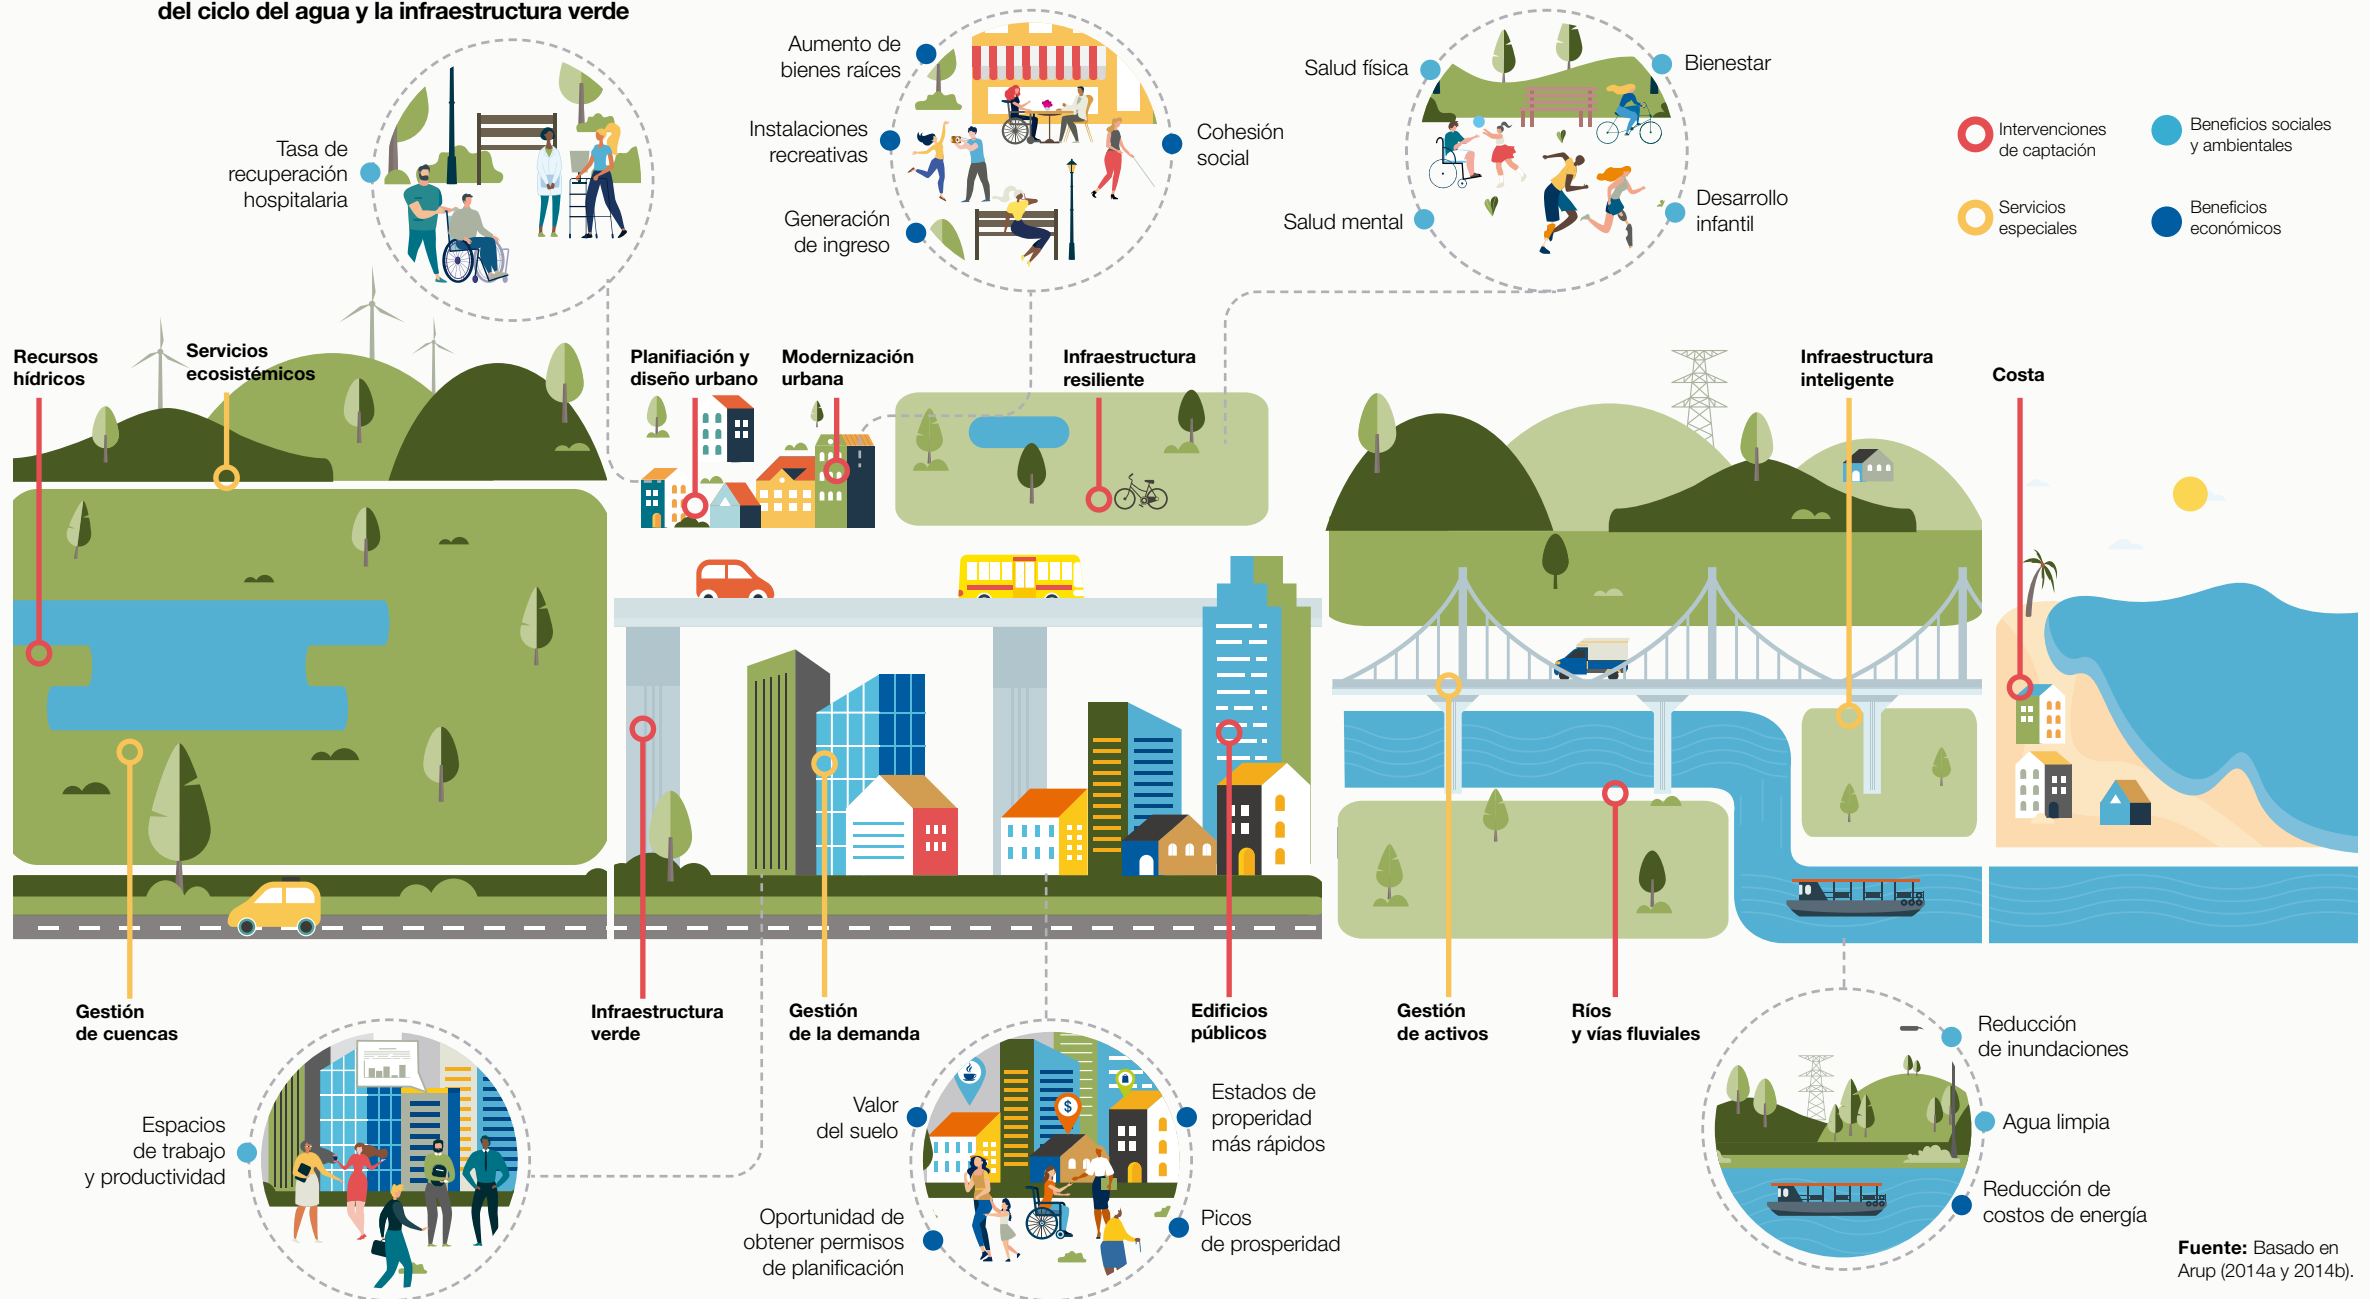 del ciclo del agua y la infraestructura verde
Tasa de
recuperación
hospitalaria
Aumento de
bienes raíces
Instalaciones
recreativas
Generación
de ingreso
Cohesión
social
Salud física
Salud mental
Bienestar
Desarrollo
infantil
Intervenciones
de captación
Beneficios sociales
y ambientales
Servicios
especiales
Beneficios
económicos
Recursos
hídricos
Servicios
ecosistémicos
Planifiación y
diseño urbano
Modernización
urbana
Infraestructura
resiliente
Infraestructura
inteligente
Costa
Gestión
de cuencas
Infraestructura
verde
Gestión
de la demanda
Edificios
públicos
Gestión
de activos
Ríos
y vías fluviales
Espacios
de trabajo
y productividad
Valor
del suelo
Oportunidad de
obtener permisos
de planificación
$
Estados de
properidad
más rápidos
Picos
de prosperidad
Reducción
de inundaciones
Agua limpia
Reducción de
costos de energía
Fuente: Basado en
Arup (2014a y 2014b).